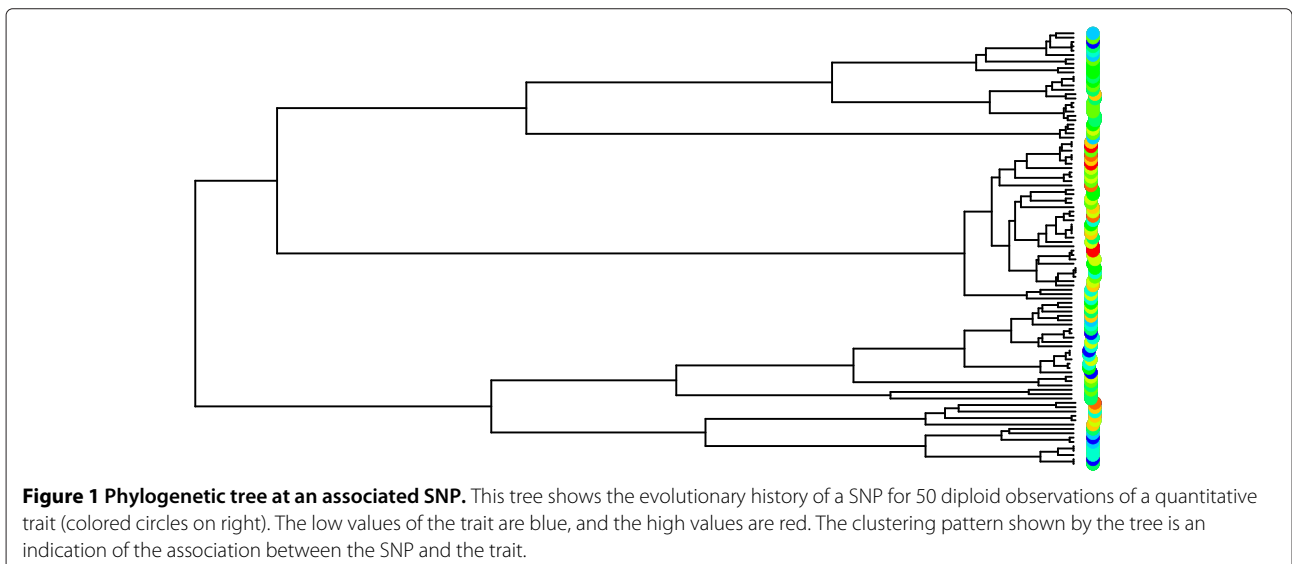 Figure 1 Phylogenetic tree at an associated SNP. This tree shows the evolutionary history of a SNP for 50 diploid observations of a quantitative
trait (colored circles on right). The low values of the trait are blue, and the high values are red. The clustering pattern shown by the tree is an
indication of the association between the SNP and the trait.